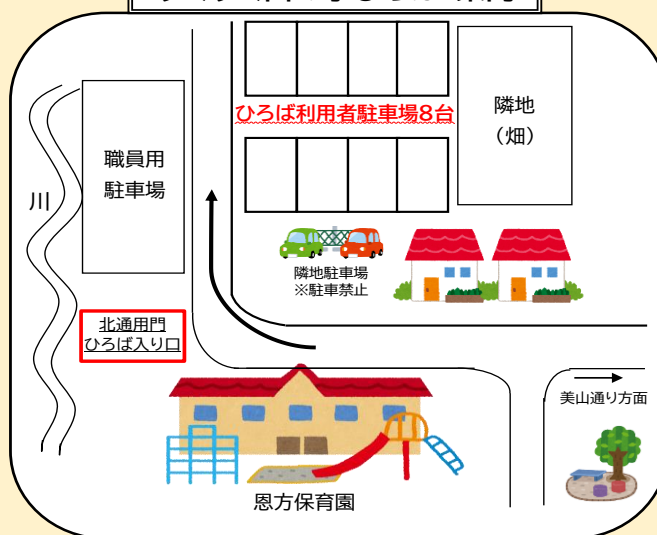 ひろば利用者駐車場8台
隣地
（畑）
職員用
駐車場
川
隣地駐車場
※駐車禁止
北通用門
ひろば入り口
美山通り方面
恩方保育園